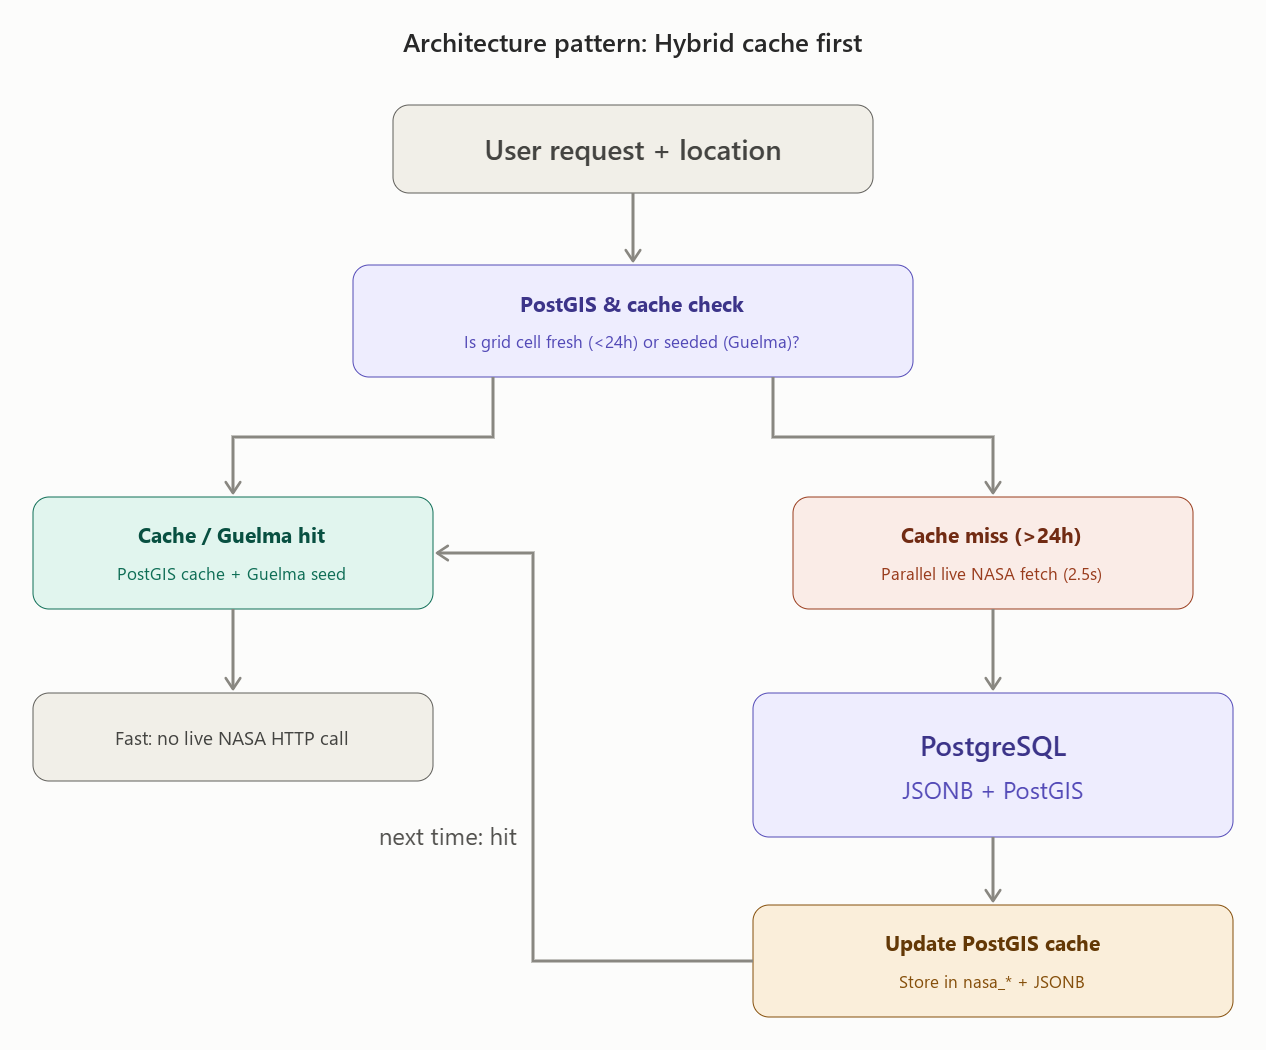 Architecture pattern: Hybrid cache first
User request + location
PostGIS & cache check
Is grid cell fresh (<24h) or seeded (Guelma)?
Cache / Guelma hit
PostGIS cache + Guelma seed
Cache miss (>24h)
Parallel live NASA fetch (2.5s)
Fast: no live NASA HTTP call
PostgreSQL
JSONB + PostGIS
next time: hit
Update PostGIS cache
Store in nasa_* + JSONB